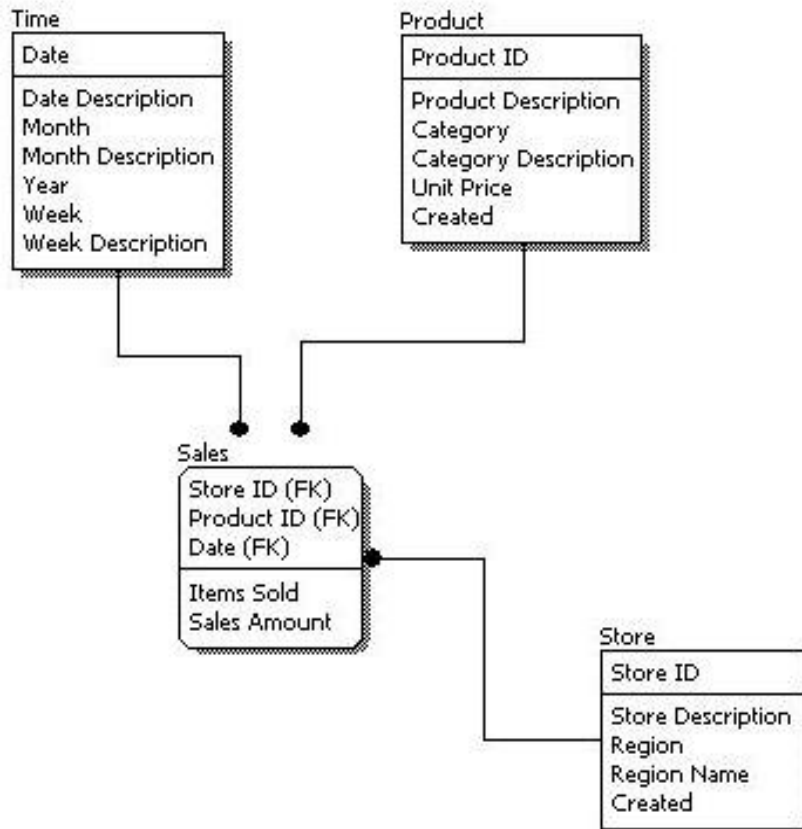 Time
Date
Date Description
Month
Month Description
Year
Week
Week Description
Product
Product ID
Product Description
Category
Category Description
Unit Price
Created
Sales
Store ID (FK)
Product ID (FK)
Date (FK)
Items Sold
Sales Amount
Store
Store ID
Store Description
Region
Region Name
Created